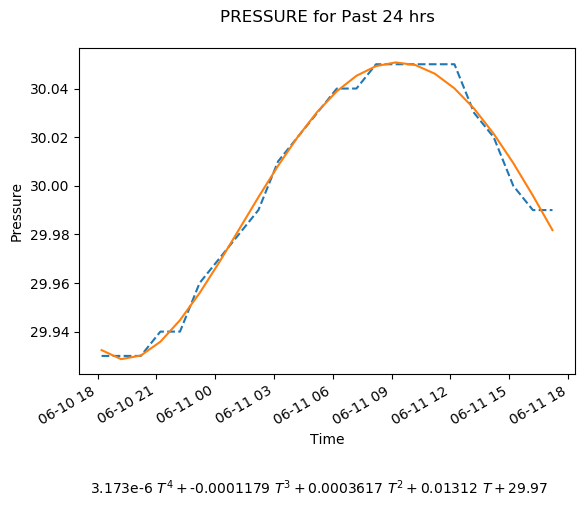 PRESSURE for Past 24 hrs
30.04
30.02
30.00
29.98
29.96
29.94
Pressure
06-10 18 06-10 21 06-11 00 06-11 03 06-11 06 06-11 09 06-11 12 06-11 15 06-11 18
Time
3.173e-6 T⁴ + -0.0001179 T³ + 0.0003617 T² + 0.01312 T + 29.97